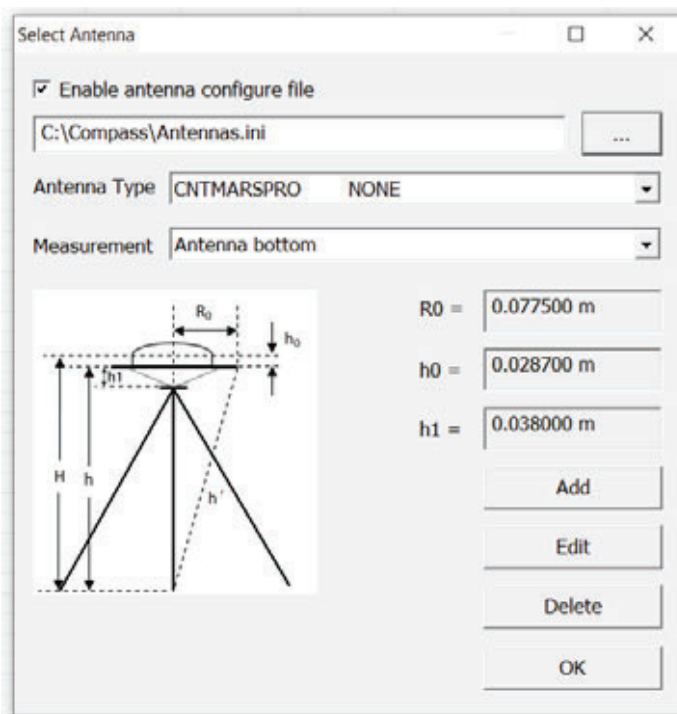 Select Antenna
Enable antenna configure file
C:\Compass\Antennas.ini
...
Antenna Type CNTMARSPRO NONE
Measurement Antenna bottom
R0 = 0.077500 m
h0 = 0.028700 m
h1 = 0.038000 m
Add
Edit
Delete
OK
R₀
h₀
h1
H
h
h'